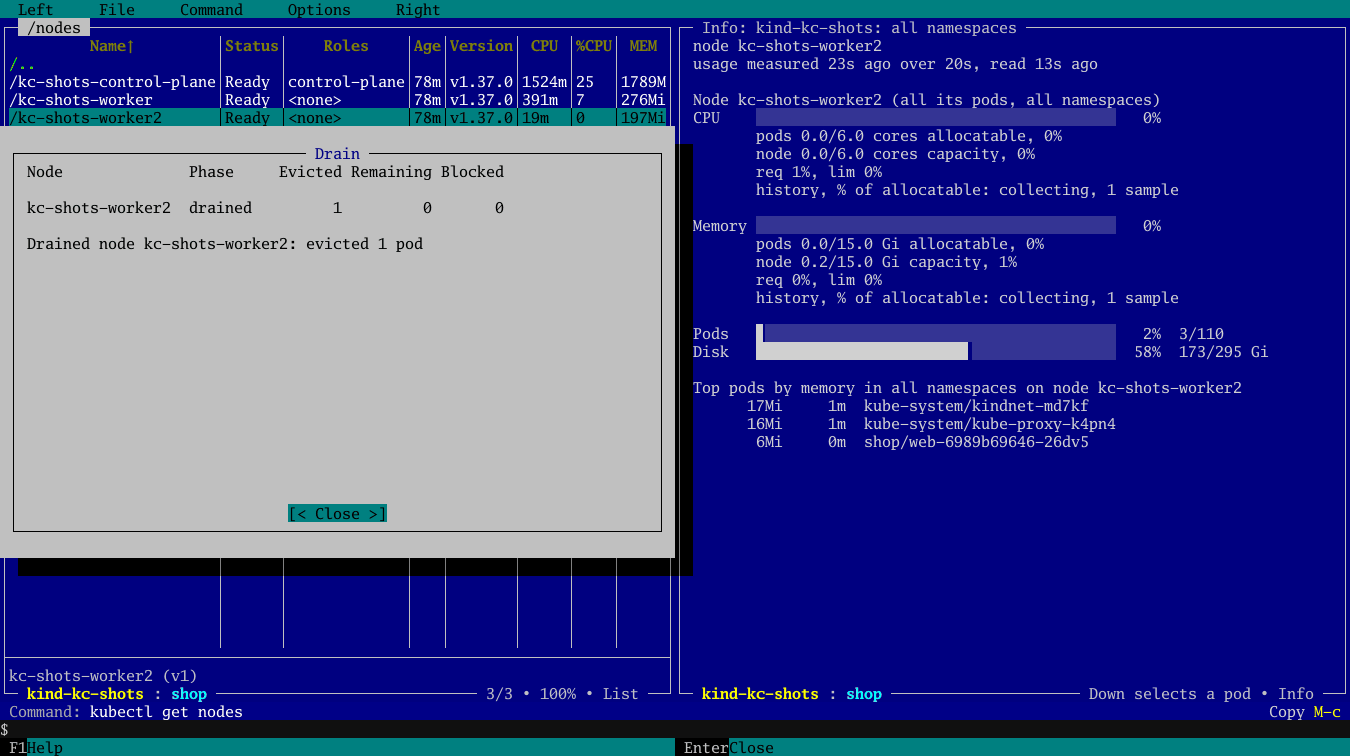 Left File Command Options Right
/nodes
Name↑ Status Roles Age Version CPU %CPU MEM
/..
/kc-shots-control-plane Ready control-plane 78m v1.37.0 1524m 25 1789M
/kc-shots-worker Ready <none> 78m v1.37.0 391m 7 276Mi
/kc-shots-worker2 Ready <none> 78m v1.37.0 19m 0 197Mi
Drain
Node Phase Evicted Remaining Blocked
kc-shots-worker2 drained 1 0 0
Drained node kc-shots-worker2: evicted 1 pod
[< Close >]
kc-shots-worker2 (v1)
kind-kc-shots : shop 3/3 • 100% • List
Info: kind-kc-shots: all namespaces
node kc-shots-worker2
usage measured 23s ago over 20s, read 13s ago
Node kc-shots-worker2 (all its pods, all namespaces)
CPU 0%
pods 0.0/6.0 cores allocatable, 0%
node 0.0/6.0 cores capacity, 0%
req 1%, lim 0%
history, % of allocatable: collecting, 1 sample
Memory 0%
pods 0.0/15.0 Gi allocatable, 0%
node 0.2/15.0 Gi capacity, 1%
req 0%, lim 0%
history, % of allocatable: collecting, 1 sample
Pods 2% 3/110
Disk 58% 173/295 Gi
Top pods by memory in all namespaces on node kc-shots-worker2
17Mi 1m kube-system/kindnet-md7kf
16Mi 1m kube-system/kube-proxy-k4pn4
6Mi 0m shop/web-6989b69646-26dv5
kind-kc-shots : shop Down selects a pod • Info
Command: kubectl get nodes Copy M-c
$
F1Help EnterClose